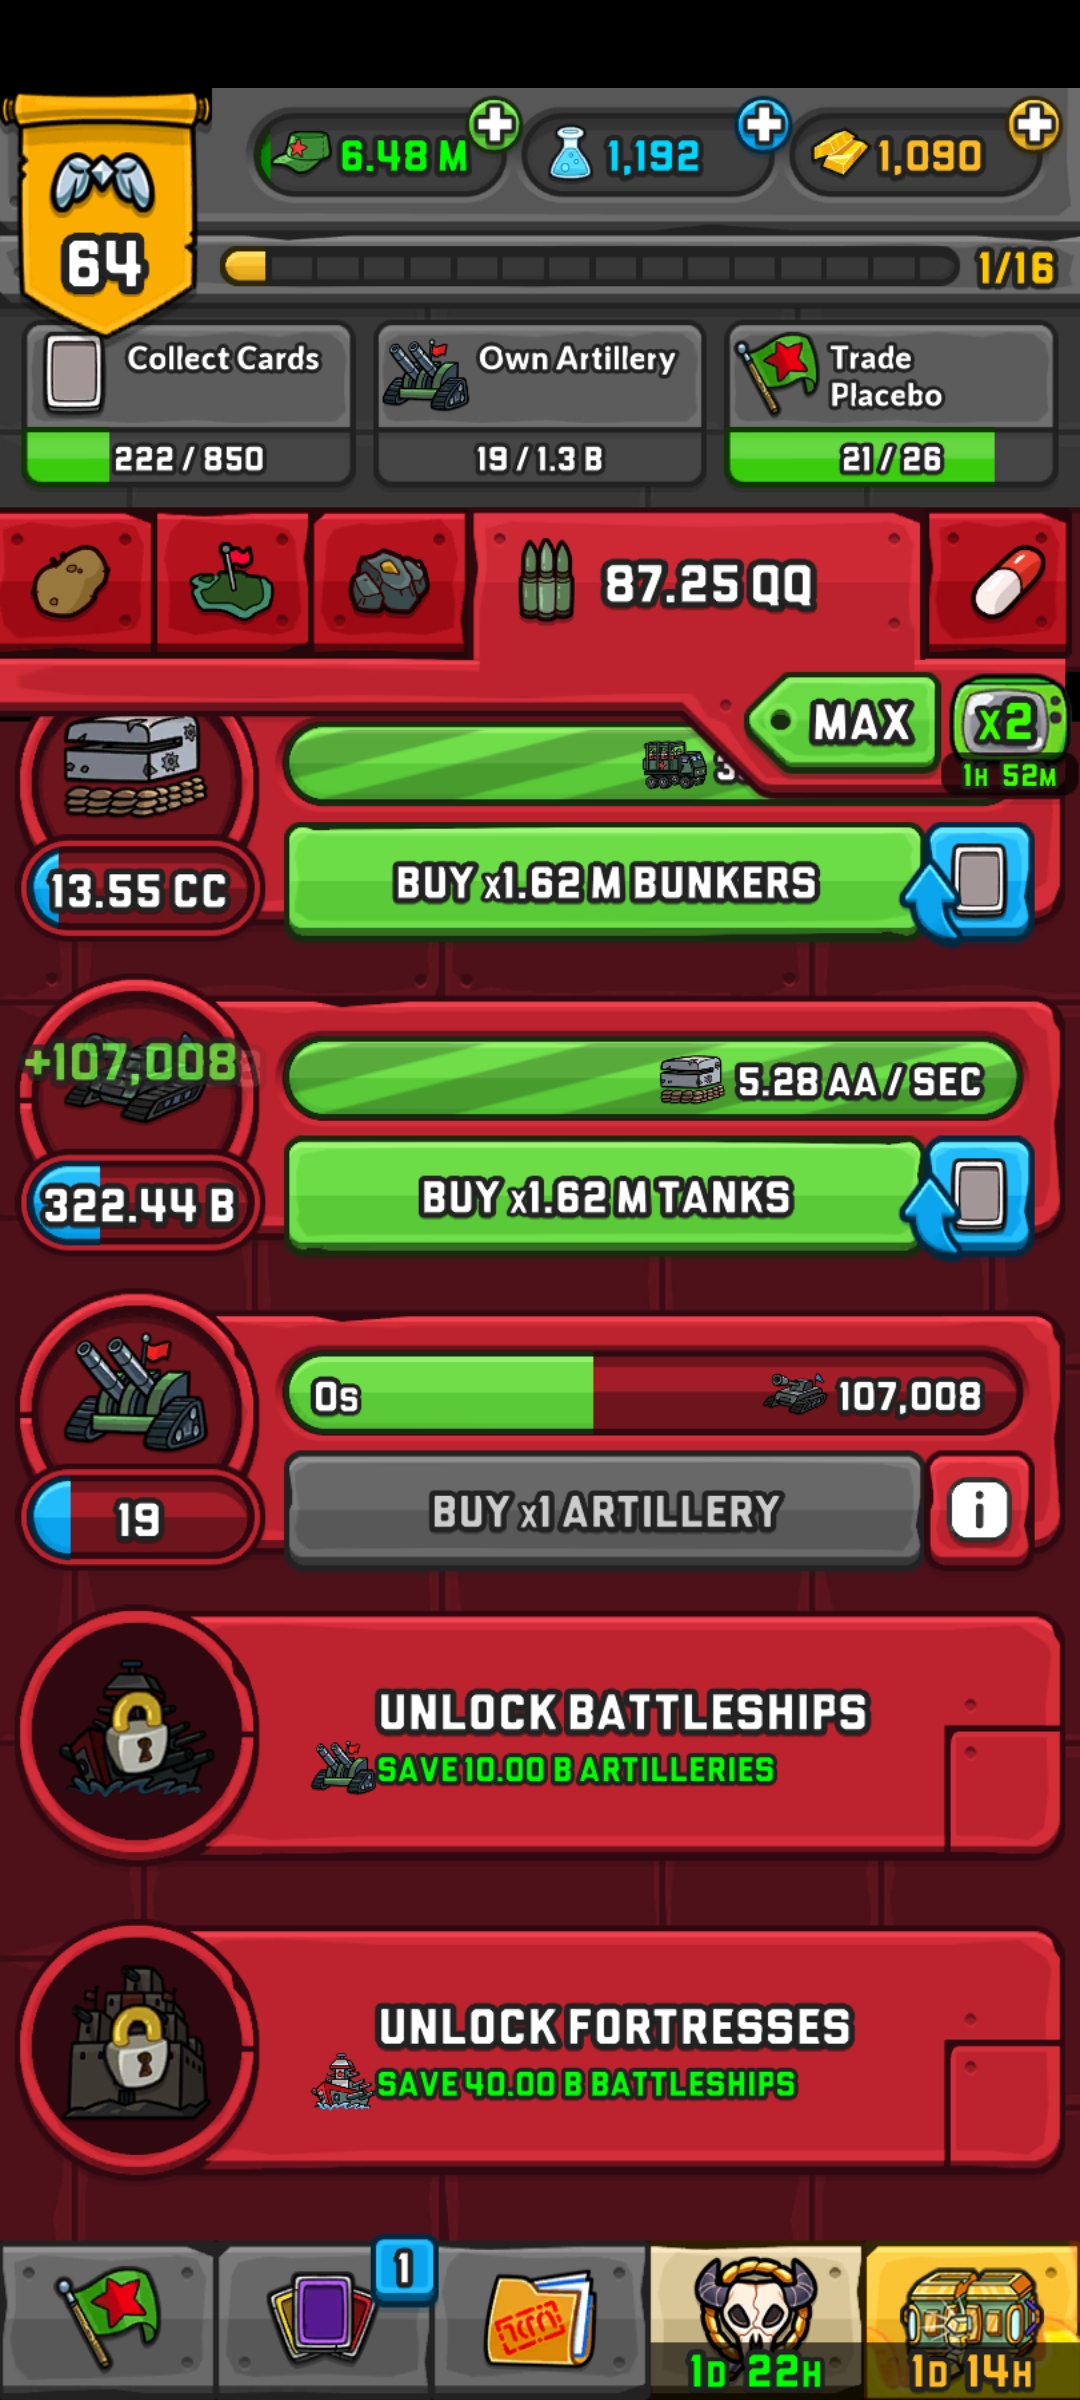 6.48 M
1,192
1,090
64
1/16
Collect Cards
222 / 850
Own Artillery
19 / 1.3 B
Trade
Placebo
21 / 26
87.25 QQ
MAX
x2
1H 52M
13.55 CC
BUY x1.62 M BUNKERS
+107,008
5.28 AA / SEC
322.44 B
BUY x1.62 M TANKS
0s
107,008
19
BUY x1 ARTILLERY
i
UNLOCK BATTLESHIPS
SAVE 10.00 B ARTILLERIES
UNLOCK FORTRESSES
SAVE 40.00 B BATTLESHIPS
1
1D 22H
1D 14H